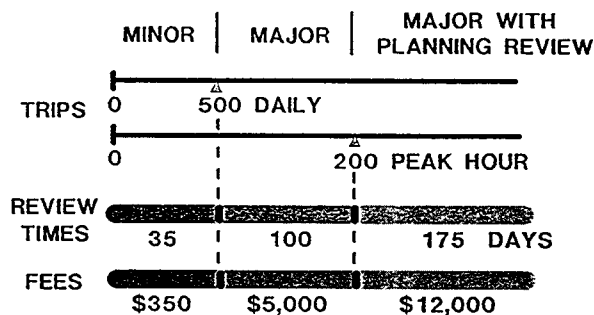 MINOR MAJOR MAJOR WITH
PLANNING REVIEW
TRIPS
0 500 DAILY
0 200 PEAK HOUR
REVIEW
TIMES
35 100 175 DAYS
FEES
$350 $5,000 $12,000